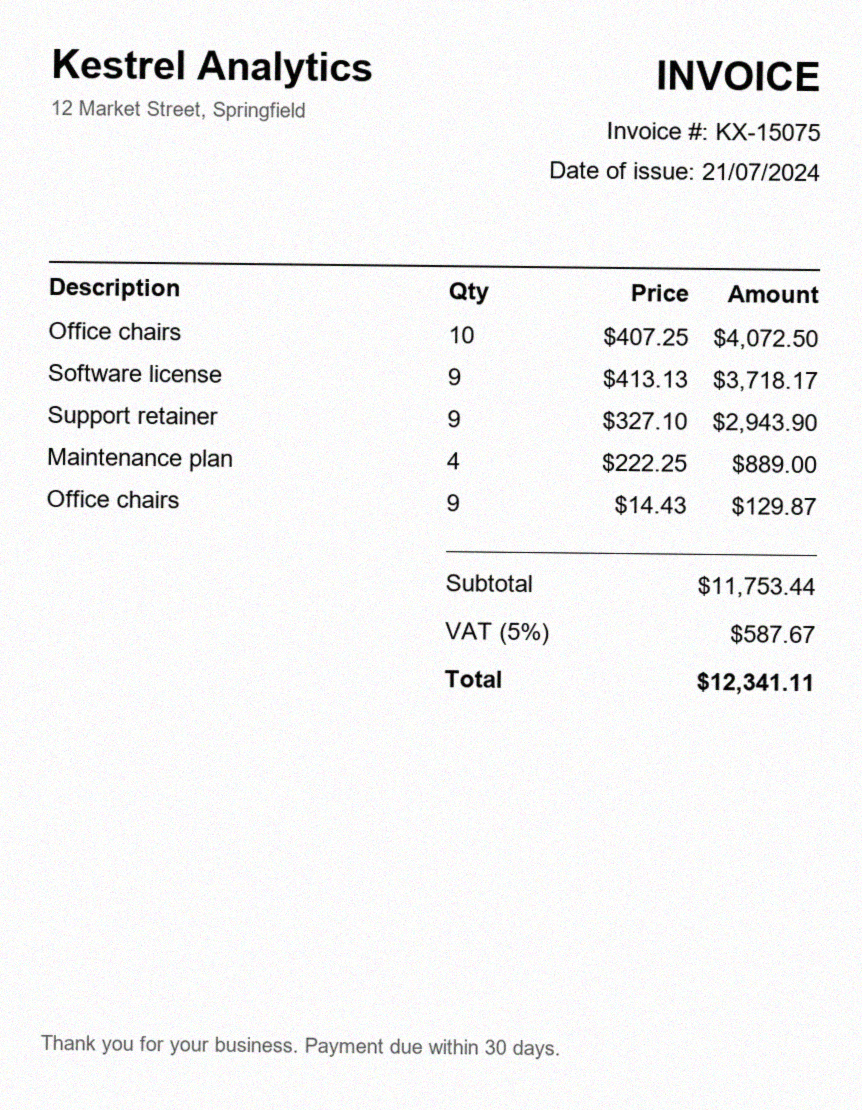 Kestrel Analytics
12 Market Street, Springfield
INVOICE
Invoice #: KX-15075
Date of issue: 21/07/2024
Description Qty Price Amount
Office chairs 10 $407.25 $4,072.50
Software license 9 $413.13 $3,718.17
Support retainer 9 $327.10 $2,943.90
Maintenance plan 4 $222.25 $889.00
Office chairs 9 $14.43 $129.87
Subtotal $11,753.44
VAT (5%) $587.67
Total $12,341.11
Thank you for your business. Payment due within 30 days.